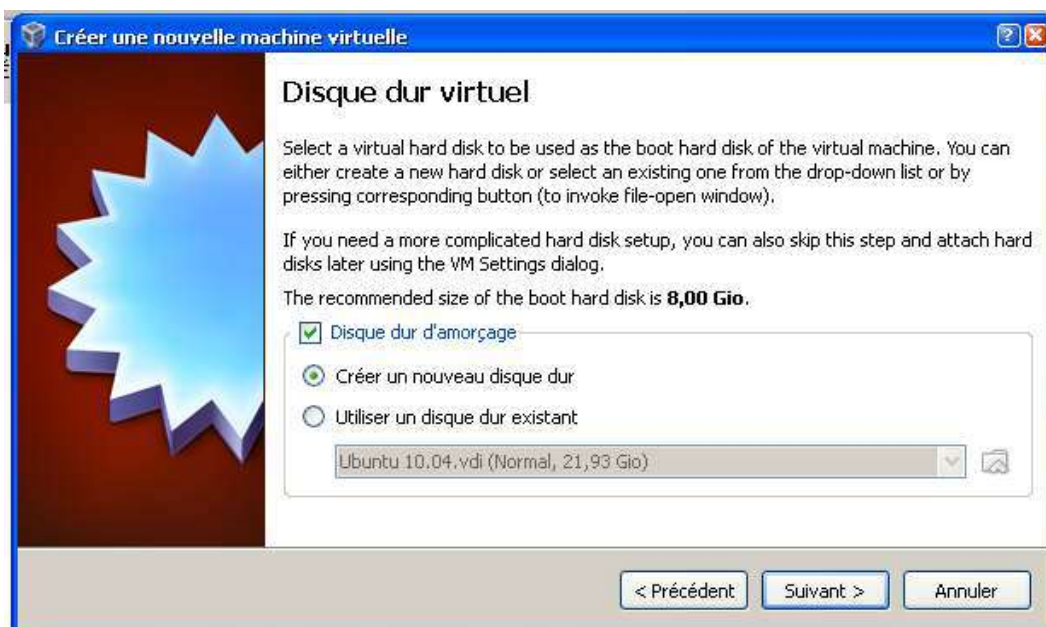 Créer une nouvelle machine virtuelle
Disque dur virtuel
Select a virtual hard disk to be used as the boot hard disk of the virtual machine. You can
either create a new hard disk or select an existing one from the drop-down list or by
pressing corresponding button (to invoke file-open window).
If you need a more complicated hard disk setup, you can also skip this step and attach hard
disks later using the VM Settings dialog.
The recommended size of the boot hard disk is 8,00 Gio.
Disque dur d'amorçage
Créer un nouveau disque dur
Utiliser un disque dur existant
Ubuntu 10.04.vdi (Normal, 21,93 Gio)
< Précédent
Suivant >
Annuler